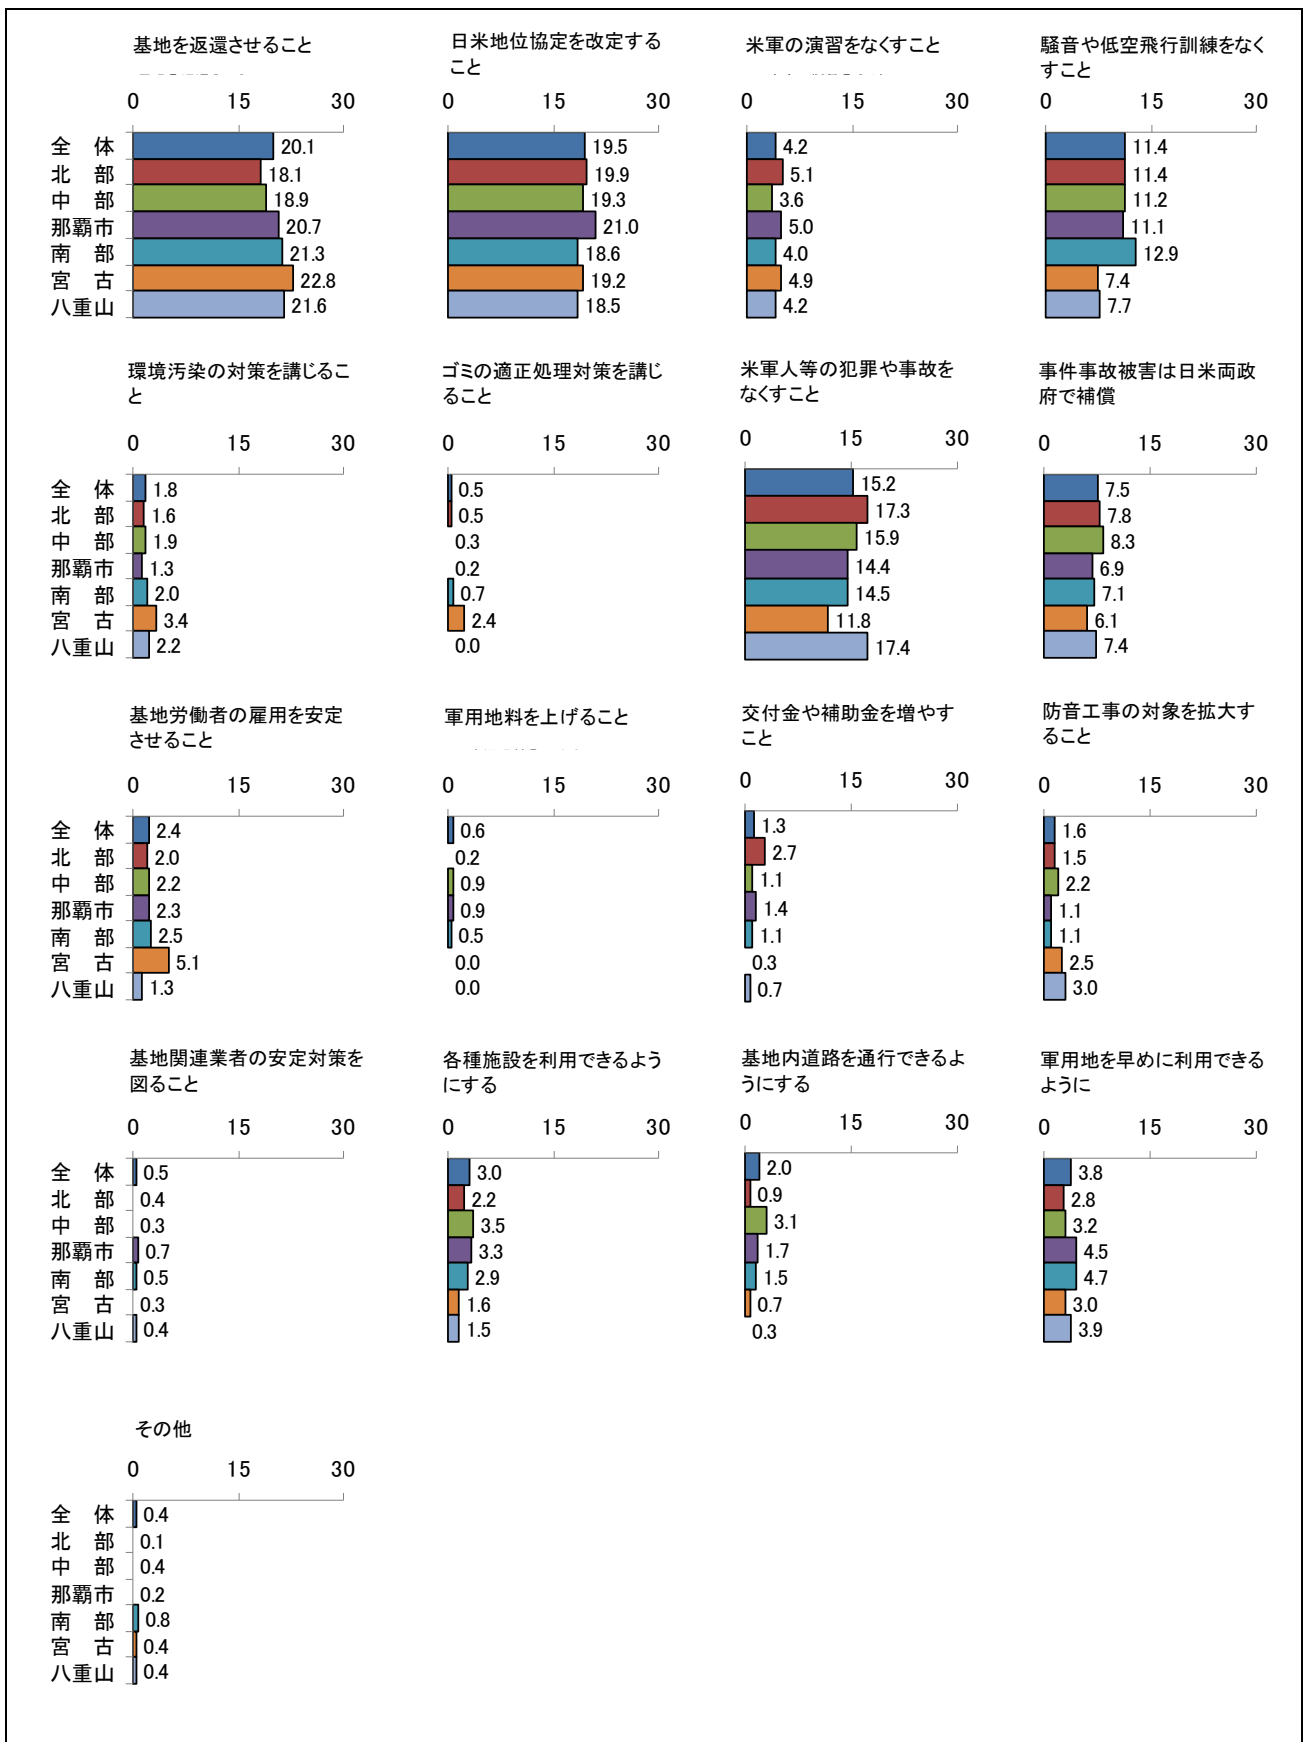 基地を返還させること
日米地位協定を改定する
こと
米軍の演習をなくすこと
騒音や低空飛行訓練をなく
すこと
0 15 30 0 15 30 0 15 30 0 15 30
全 体 20.1 19.5 4.2 11.4
北 部 18.1 19.9 5.1 11.4
中 部 18.9 19.3 3.6 11.2
那覇市 20.7 21.0 5.0 11.1
南 部 21.3 18.6 4.0 12.9
宮 古 22.8 19.2 4.9 7.4
八重山 21.6 18.5 4.2 7.7
環境汚染の対策を講じるこ
と
ゴミの適正処理対策を講じ
ること
米軍人等の犯罪や事故を
なくすこと
事件事故被害は日米両政
府で補償
0 15 30 0 15 30 0 15 30 0 15 30
全 体 1.8 0.5 15.2 7.5
北 部 1.6 0.5 17.3 7.8
中 部 1.9 0.3 15.9 8.3
那覇市 1.3 0.2 14.4 6.9
南 部 2.0 0.7 14.5 7.1
宮 古 3.4 2.4 11.8 6.1
八重山 2.2 0.0 17.4 7.4
基地労働者の雇用を安定
させること
軍用地料を上げること
交付金や補助金を増やす
こと
防音工事の対象を拡大す
ること
0 15 30 0 15 30 0 15 30 0 15 30
全 体 2.4 0.6 1.3 1.6
北 部 2.0 0.2 2.7 1.5
中 部 2.2 0.9 1.1 2.2
那覇市 2.3 0.9 1.4 1.1
南 部 2.5 0.5 1.1 1.1
宮 古 5.1 0.0 0.3 2.5
八重山 1.3 0.0 0.7 3.0
基地関連業者の安定対策を
図ること
各種施設を利用できるよう
にする
基地内道路を通行できるよ
うにする
軍用地を早めに利用できる
ように
0 15 30 0 15 30 0 15 30 0 15 30
全 体 0.5 3.0 2.0 3.8
北 部 0.4 2.2 0.9 2.8
中 部 0.3 3.5 3.1 3.2
那覇市 0.7 3.3 1.7 4.5
南 部 0.5 2.9 1.5 4.7
宮 古 0.3 1.6 0.7 3.0
八重山 0.4 1.5 0.3 3.9
その他
0 15 30
全 体 0.4
北 部 0.1
中 部 0.4
那覇市 0.2
南 部 0.8
宮 古 0.4
八重山 0.4